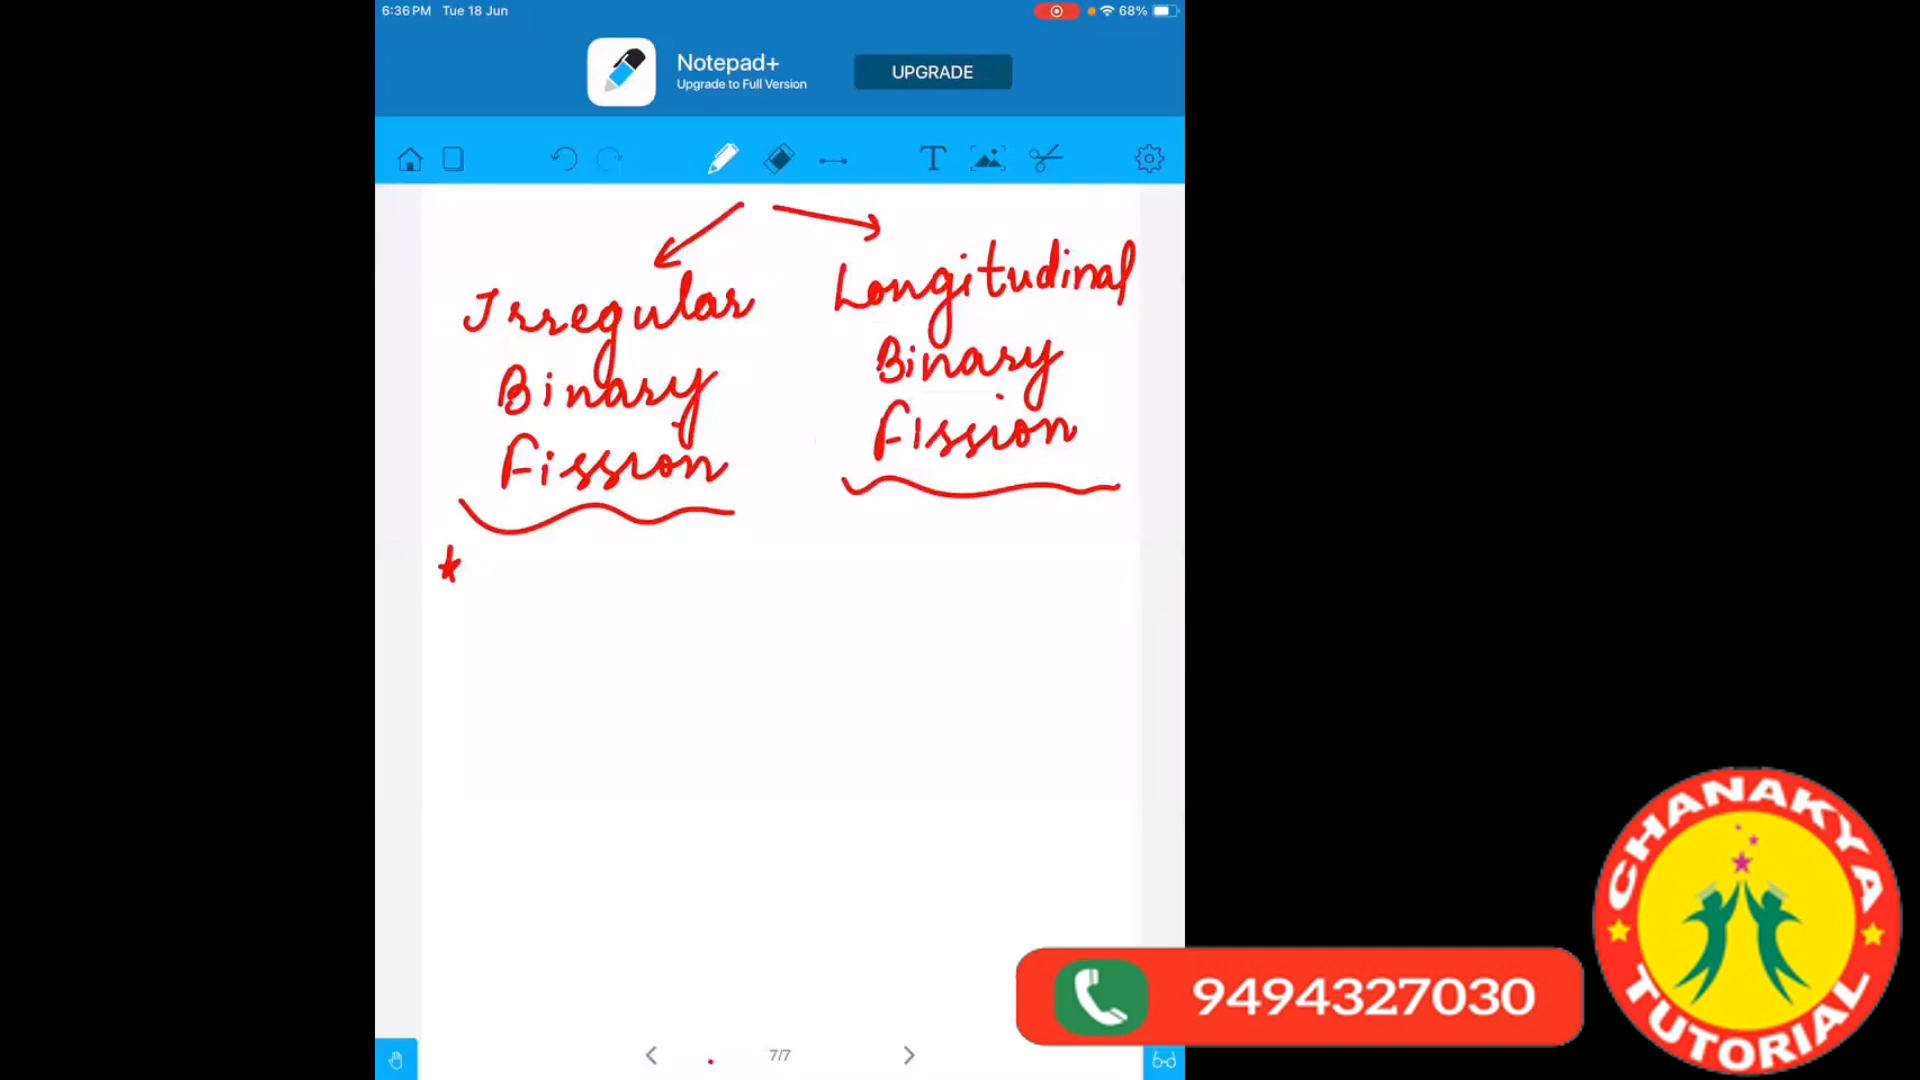 6:36 PM Tue 18 Jun
68%
Notepad+
Upgrade to Full Version
UPGRADE
T
Irregular
Binary
Fission
Longitudinal
Binary
Fission
7/7
9494327030
CHANAKYA
TUTORIAL